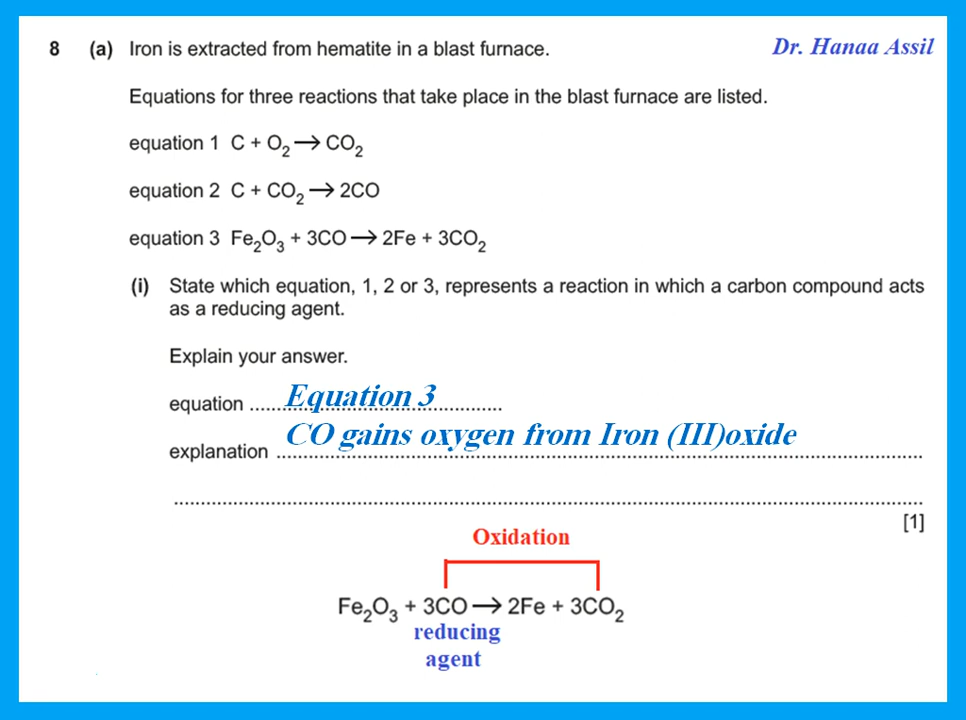 8 (a) Iron is extracted from hematite in a blast furnace.
Dr. Hanaa Assil
Equations for three reactions that take place in the blast furnace are listed.
equation 1 C + O₂ → CO₂
equation 2 C + CO₂ → 2CO
equation 3 Fe₂O₃ + 3CO → 2Fe + 3CO₂
(i) State which equation, 1, 2 or 3, represents a reaction in which a carbon compound acts
as a reducing agent.
Explain your answer.
equation Equation 3
explanation CO gains oxygen from Iron (III)oxide
[1]
Oxidation
Fe₂O₃ + 3CO → 2Fe + 3CO₂
reducing
agent